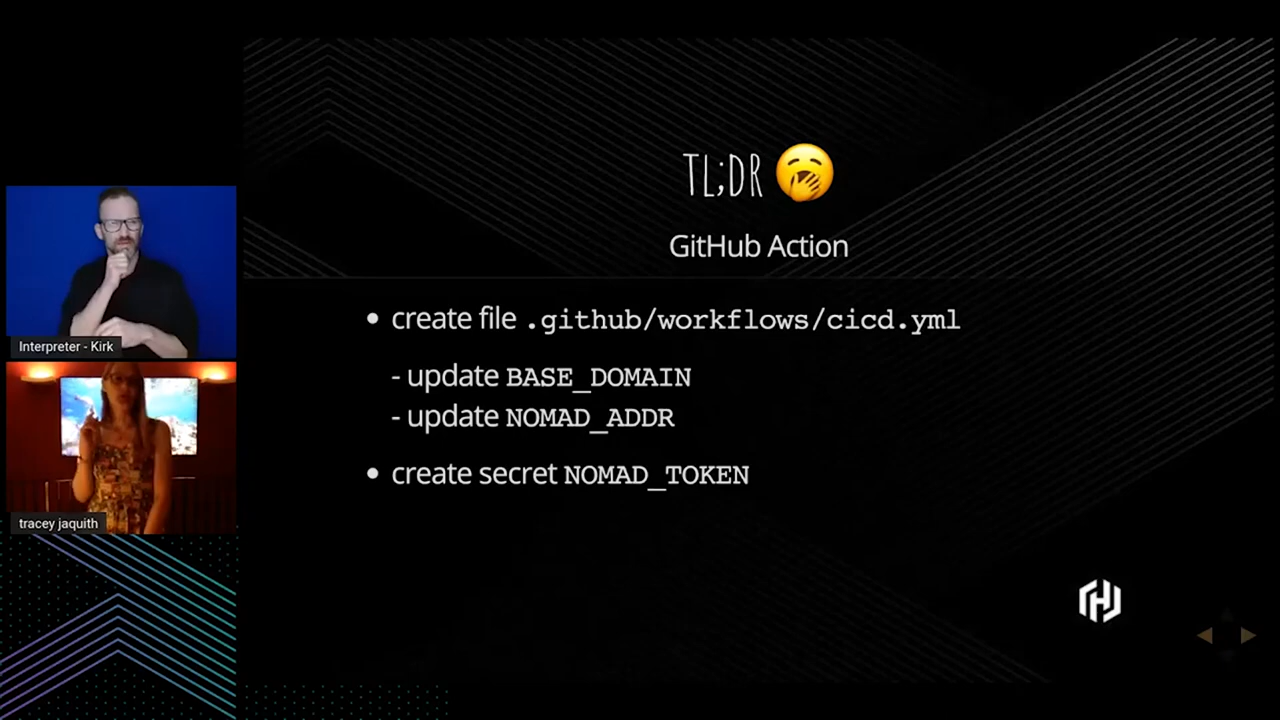 TL;DR 🥱
GitHub Action
• create file .github/workflows/cicd.yml
- update BASE_DOMAIN
- update NOMAD_ADDR
• create secret NOMAD_TOKEN
Interpreter - Kirk
tracey jaquith